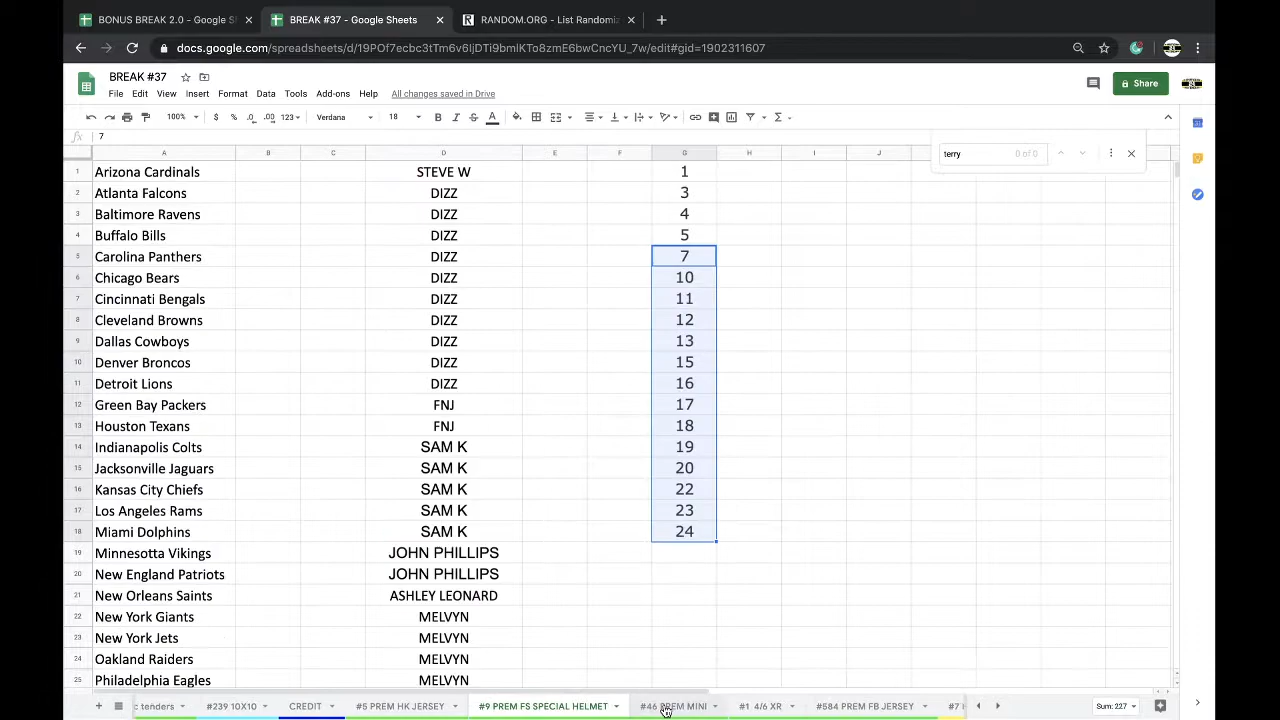 BONUS BREAK 2.0 - Google S
BREAK #37 - Google Sheets
RANDOM.ORG - List Randomiz
docs.google.com/spreadsheets/d/19POf7ecbc3tTm6v6ljDTi9bmlKTo8zmE6bwCncYU_7w/edit#gid=1902311607
BREAK #37
File Edit View Insert Format Data Tools Add-ons Help All changes saved in Drive
Share
100% $ % .0 .00 123 Verdana 18 B I S A
fx 7
terry 0 of 0
A B C D E F G H I J
1 Arizona Cardinals STEVE W 1
2 Atlanta Falcons DIZZ 3
3 Baltimore Ravens DIZZ 4
4 Buffalo Bills DIZZ 5
5 Carolina Panthers DIZZ 7
6 Chicago Bears DIZZ 10
7 Cincinnati Bengals DIZZ 11
8 Cleveland Browns DIZZ 12
9 Dallas Cowboys DIZZ 13
10 Denver Broncos DIZZ 15
11 Detroit Lions DIZZ 16
12 Green Bay Packers FNJ 17
13 Houston Texans FNJ 18
14 Indianapolis Colts SAM K 19
15 Jacksonville Jaguars SAM K 20
16 Kansas City Chiefs SAM K 22
17 Los Angeles Rams SAM K 23
18 Miami Dolphins SAM K 24
19 Minnesotta Vikings JOHN PHILLIPS
20 New England Patriots JOHN PHILLIPS
21 New Orleans Saints ASHLEY LEONARD
22 New York Giants MELVYN
23 New York Jets MELVYN
24 Oakland Raiders MELVYN
25 Philadelphia Eagles MELVYN
c tenders #239 10X10 CREDIT #5 PREM HK JERSEY #9 PREM FS SPECIAL HELMET #46 PREM MINI #1 4/6 XR #584 PREM FB JERSEY #7 Sum: 227